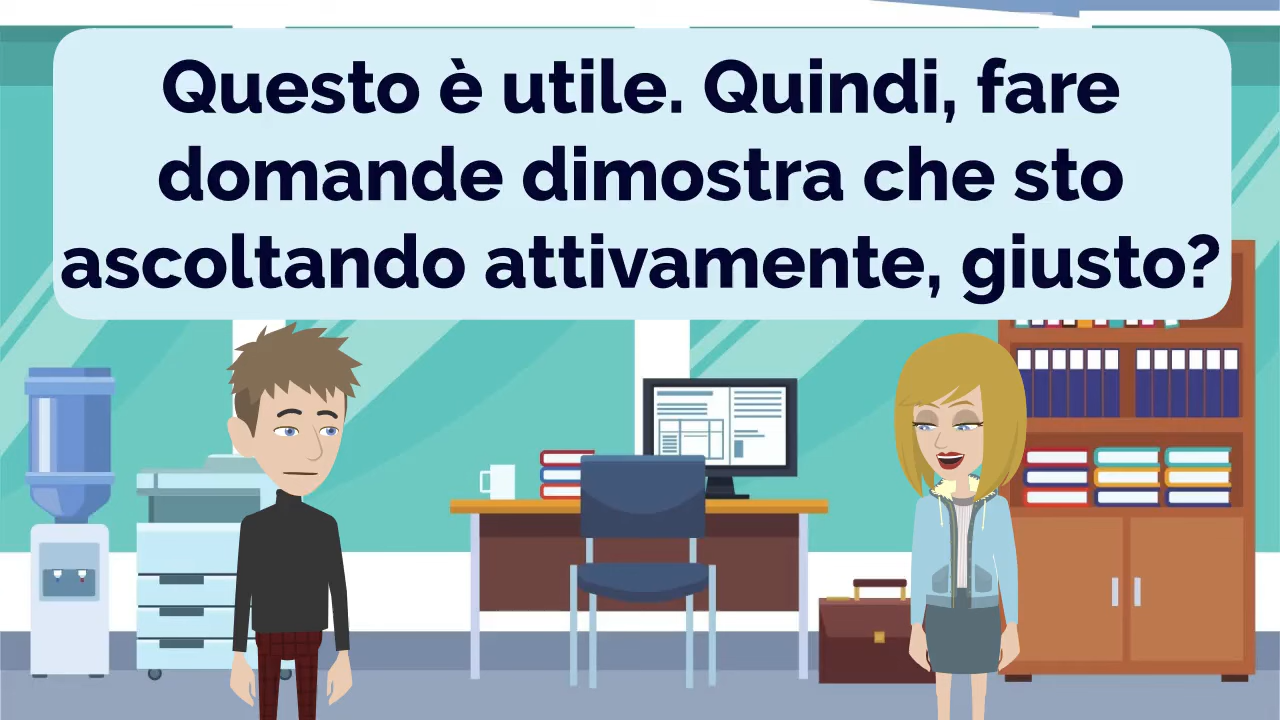 Questo è utile. Quindi, fare
domande dimostra che sto
ascoltando attivamente, giusto?